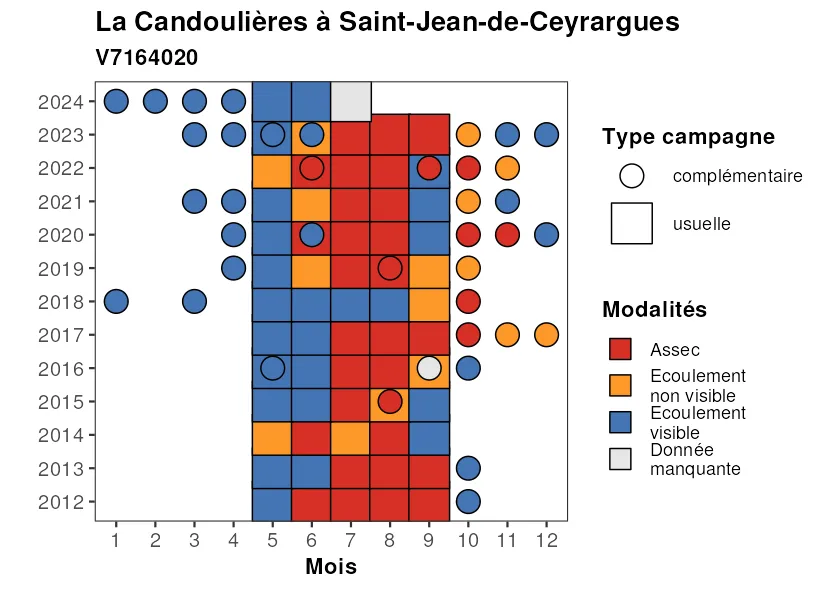 La Candoulières à Saint-Jean-de-Ceyrargues
V7164020
2024
2023
2022
2021
2020
2019
2018
2017
2016
2015
2014
2013
2012
1 2 3 4 5 6 7 8 9 10 11 12
Mois
Type campagne
complémentaire
usuelle
Modalités
Assec
Ecoulement
non visible
Ecoulement
visible
Donnée
manquante